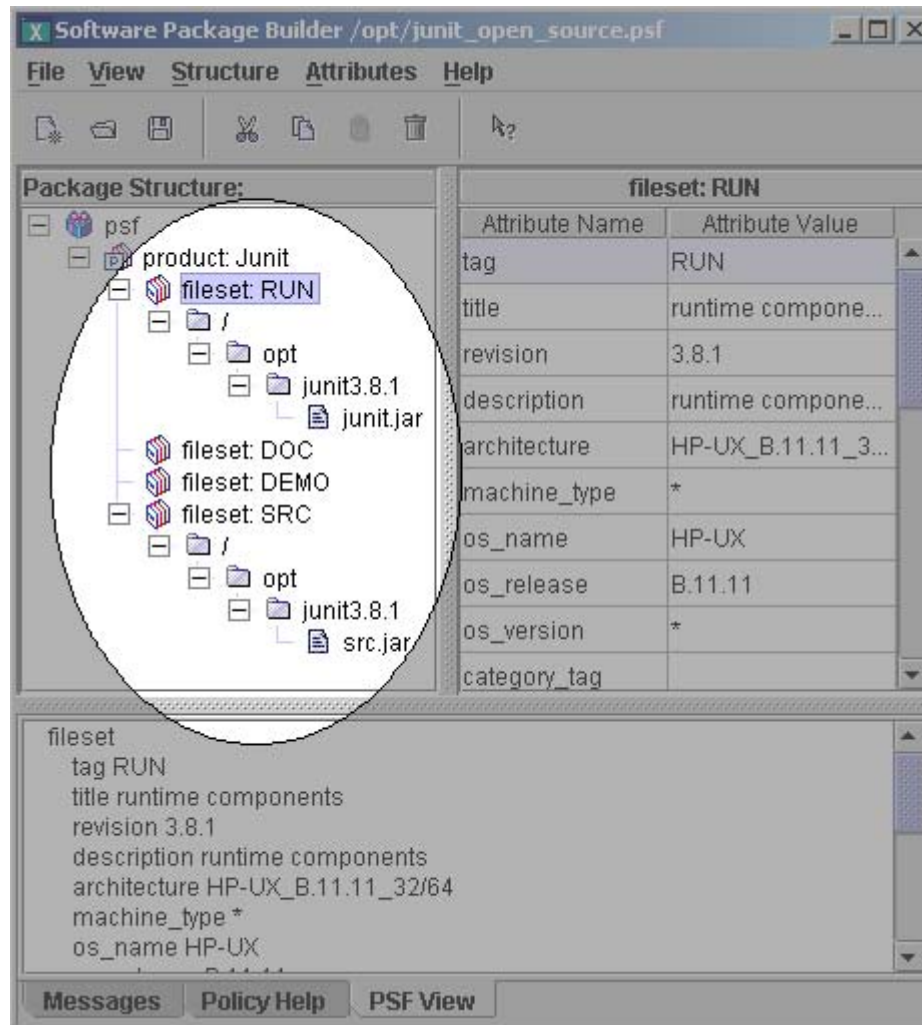 Software Package Builder /opt/junit_open_source.psf
File View Structure Attributes Help
Package Structure:
psf
product: Junit
fileset: RUN
/
opt
junit3.8.1
junit.jar
fileset: DOC
fileset: DEMO
fileset: SRC
/
opt
junit3.8.1
src.jar
fileset: RUN
Attribute Name Attribute Value
tag RUN
title runtime compone...
revision 3.8.1
description runtime compone...
architecture HP-UX_B.11.11_3...
machine_type *
os_name HP-UX
os_release B.11.11
os_version *
category_tag
fileset
tag RUN
title runtime components
revision 3.8.1
description runtime components
architecture HP-UX_B.11.11_32/64
machine_type *
os_name HP-UX
Messages Policy Help PSF View